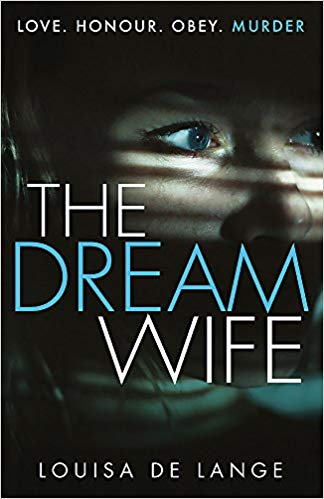 LOVE. HONOUR. OBEY. MURDER
THE
DREAM
WIFE
LOUISA DE LANGE